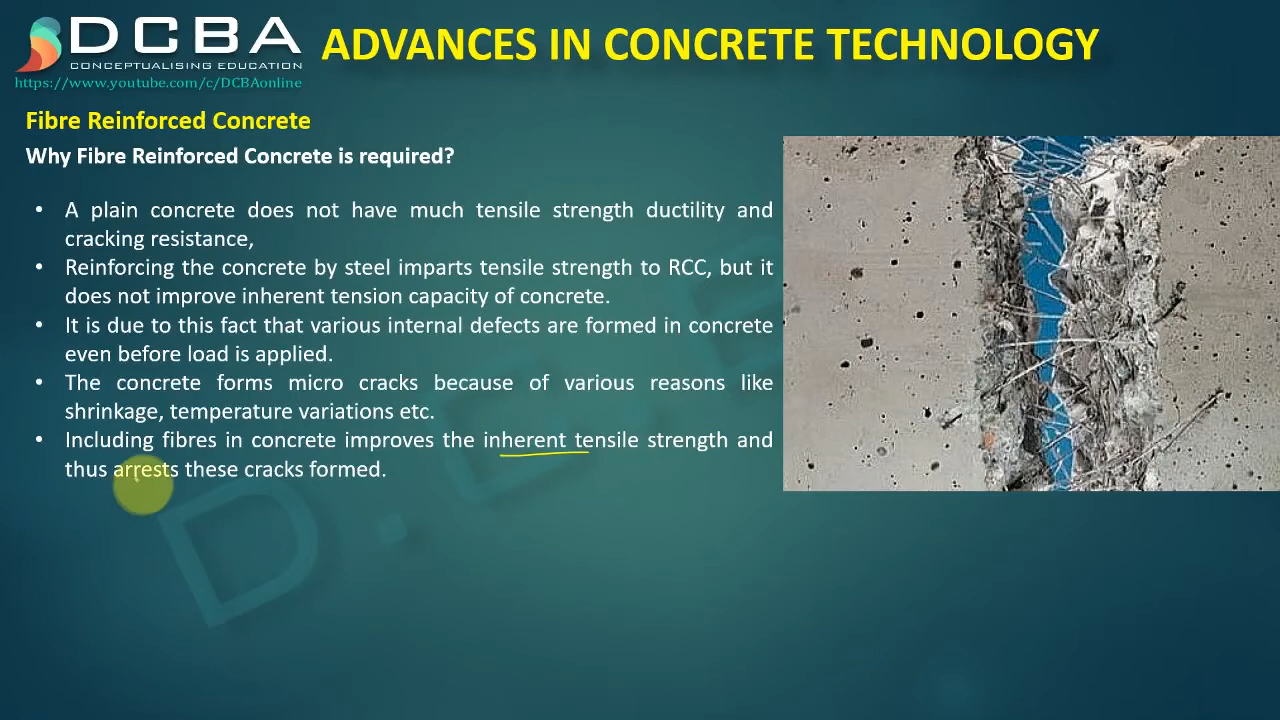 DCBA
CONCEPTUALISING EDUCATION
https://www.youtube.com/c/DCBAonline
ADVANCES IN CONCRETE TECHNOLOGY
Fibre Reinforced Concrete
Why Fibre Reinforced Concrete is required?
• A plain concrete does not have much tensile strength ductility and
cracking resistance,
• Reinforcing the concrete by steel imparts tensile strength to RCC, but it
does not improve inherent tension capacity of concrete.
• It is due to this fact that various internal defects are formed in concrete
even before load is applied.
• The concrete forms micro cracks because of various reasons like
shrinkage, temperature variations etc.
• Including fibres in concrete improves the inherent tensile strength and
thus arrests these cracks formed.